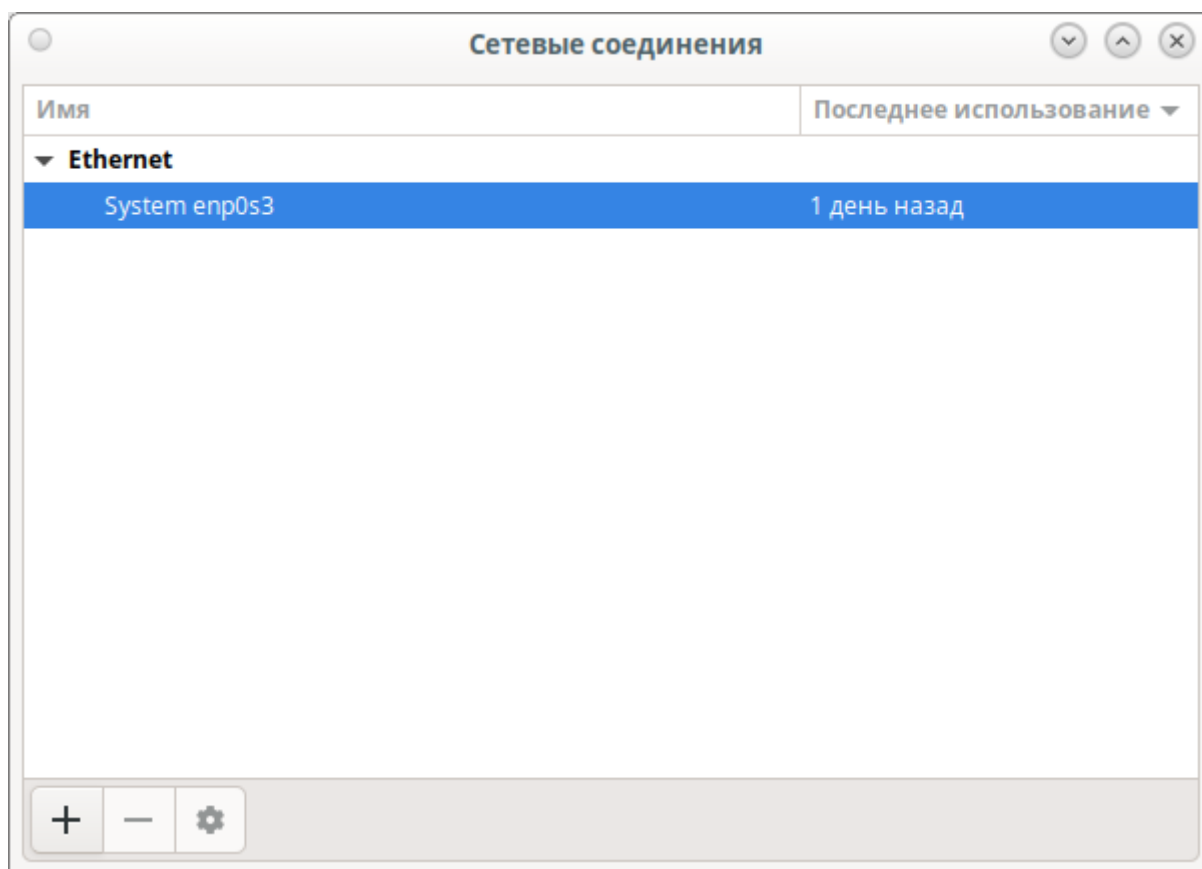 Сетевые соединения
Имя Последнее использование
Ethernet
System enp0s3 1 день назад